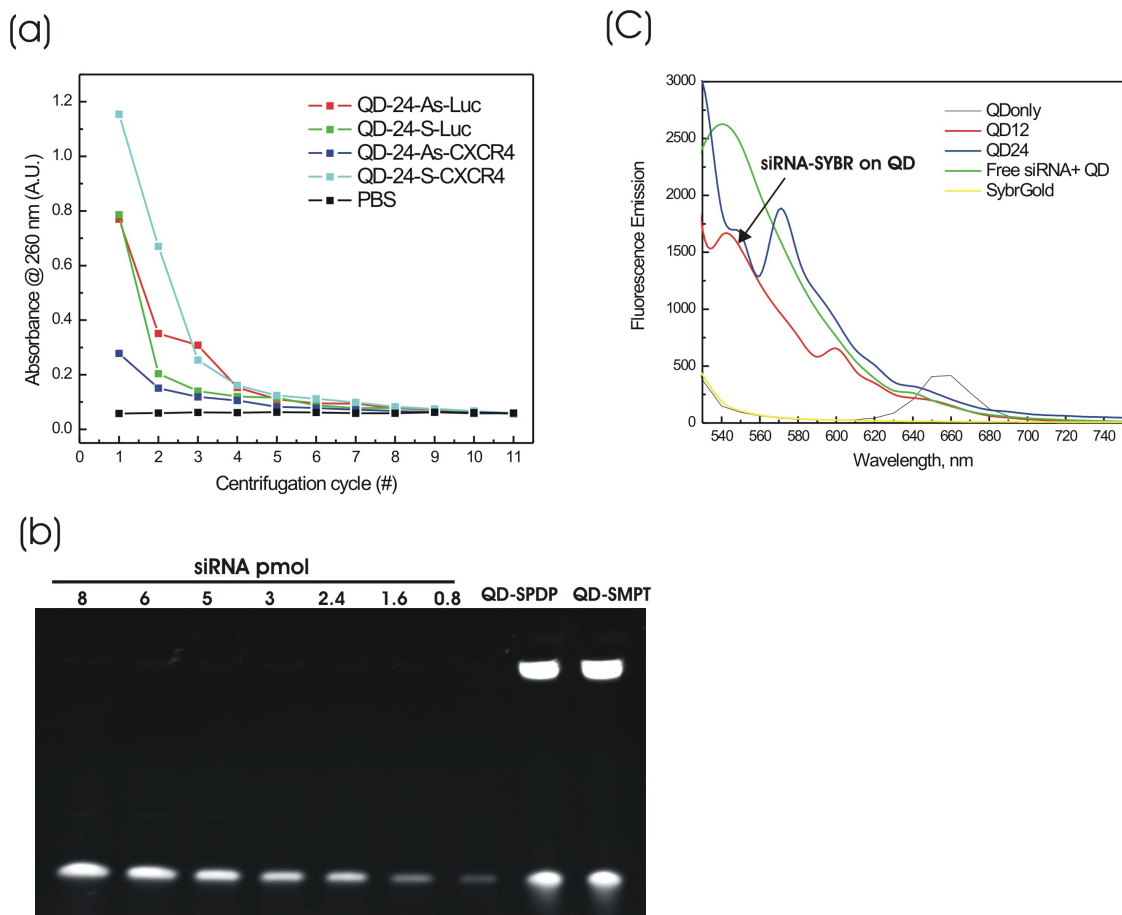 (a)
1.2
1.0
0.8
0.6
0.4
0.2
0.0
Absorbance @ 260 nm (A.U.)
QD-24-As-Luc
QD-24-S-Luc
QD-24-As-CXCR4
QD-24-S-CXCR4
PBS
0 1 2 3 4 5 6 7 8 9 10 11
Centrifugation cycle (#)
(C)
3000
2500
2000
1500
1000
500
0
Fluorescence Emission
QDonly
QD12
QD24
Free siRNA+ QD
SybrGold
siRNA-SYBR on QD
540 560 580 600 620 640 660 680 700 720 740
Wavelength, nm
(b)
siRNA pmol
8 6 5 3 2.4 1.6 0.8 QD-SPDP QD-SMPT